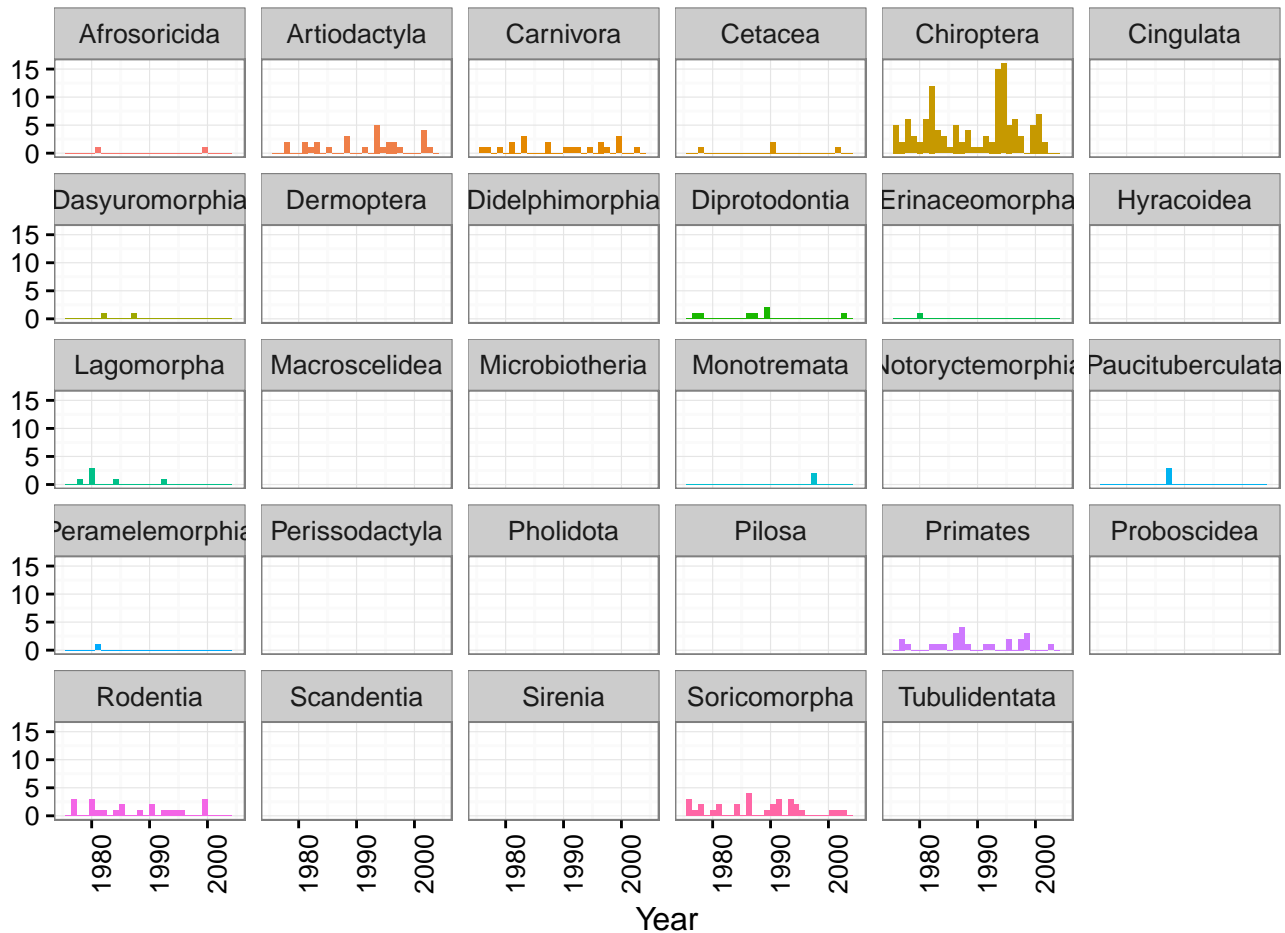 Afrosoricida Artiodactyla Carnivora Cetacea Chiroptera Cingulata
15
10
5
0
Dasyuromorphia Dermoptera Didelphimorphia Diprotodontia Erinaceomorpha Hyracoidea
15
10
5
0
Lagomorpha Macroscelidea Microbiotheria Monotremata Notoryctemorphia Paucituberculata
15
10
5
0
Peramelemorphia Perissodactyla Pholidota Pilosa Primates Proboscidea
15
10
5
0
Rodentia Scandentia Sirenia Soricomorpha Tubulidentata
15
10
5
0
1980 1990 2000 1980 1990 2000 1980 1990 2000 1980 1990 2000 1980 1990 2000
Year